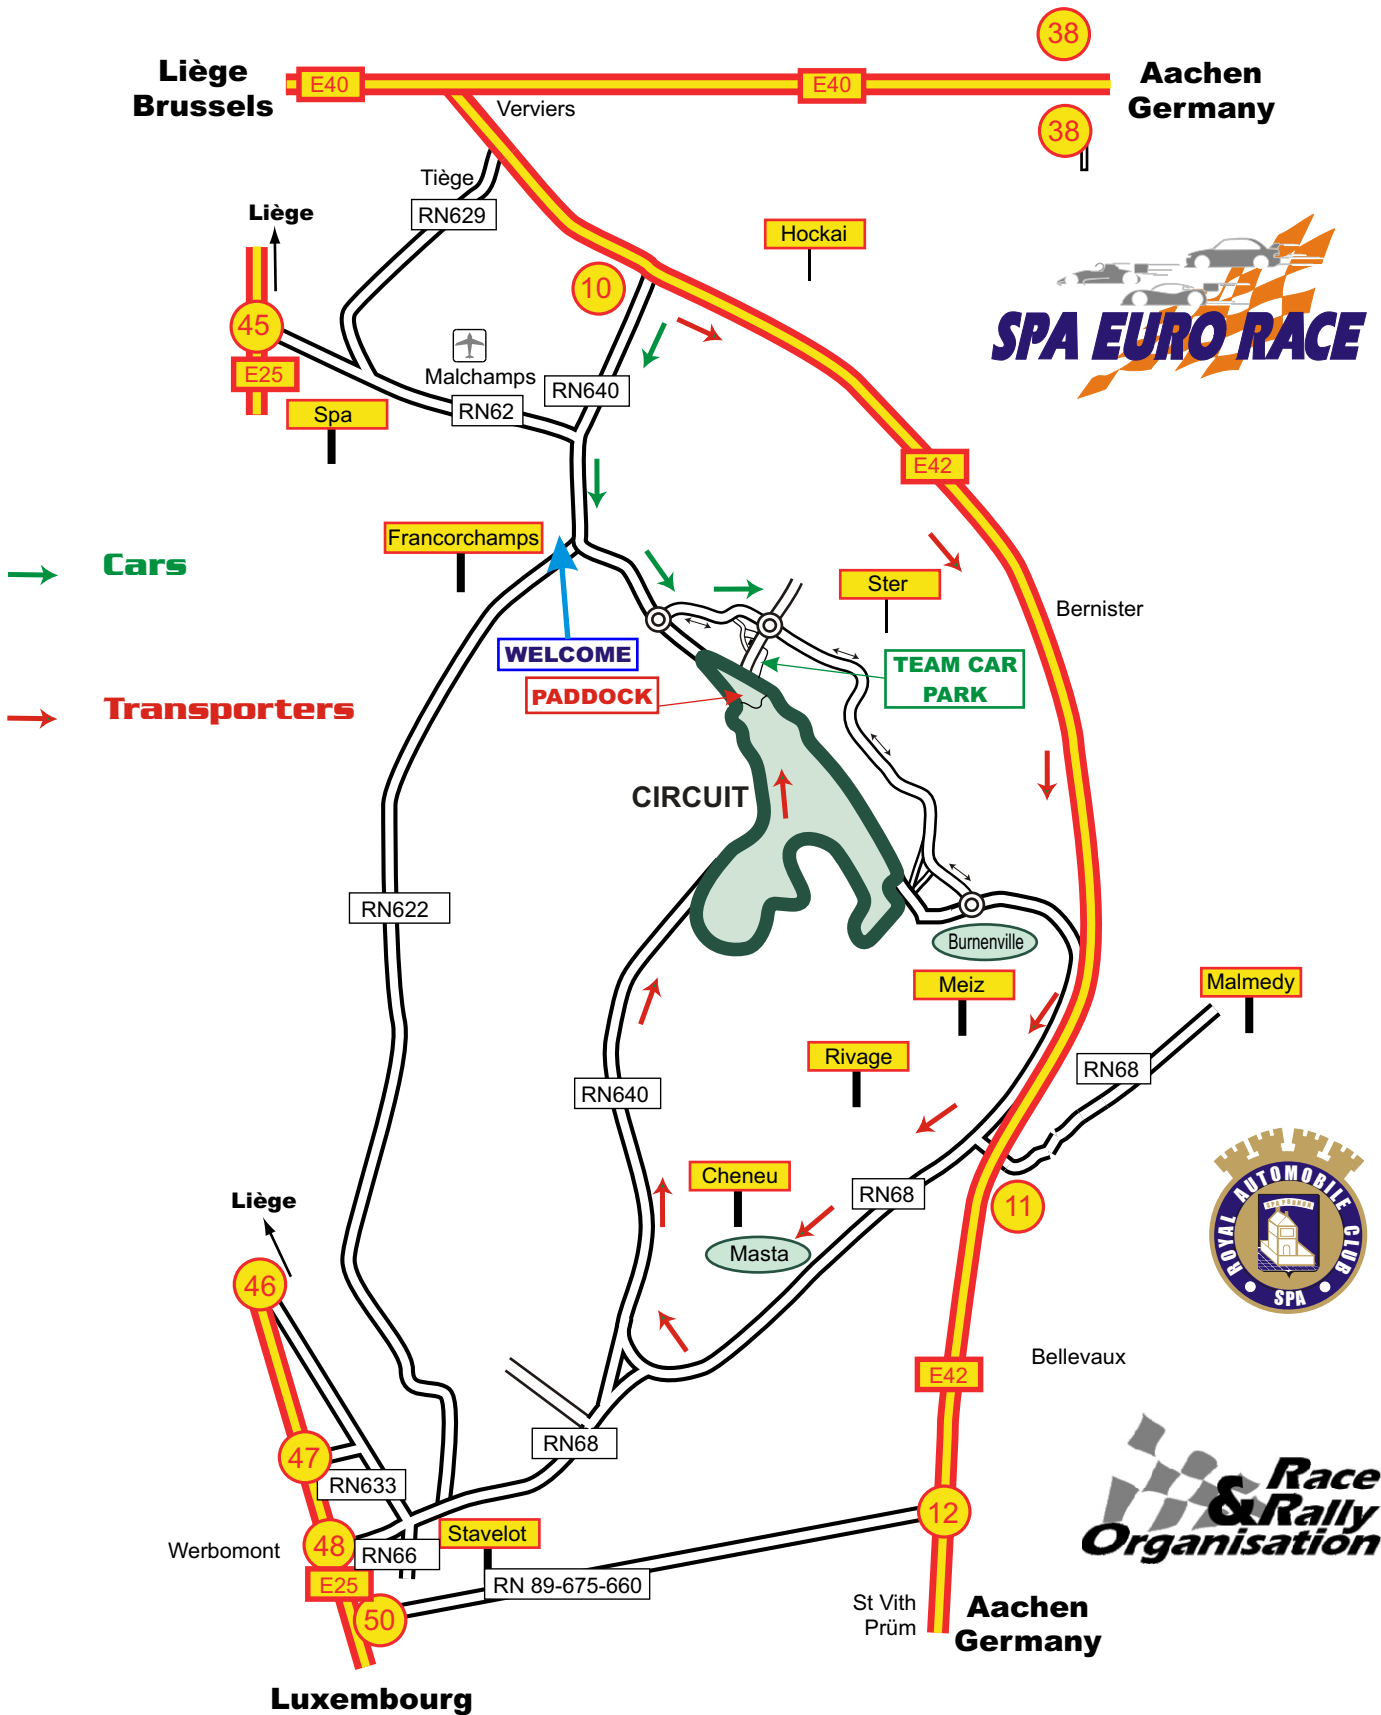 38
Liège
Brussels
E40
E40
Aachen
Germany
Verviers
38
Tiège
RN629
Liège
Hockai
10
45
SPA EURO RACE
E25
Malchamps
RN640
RN62
Spa
E42
Francorchamps
Cars
Ster
Bernister
WELCOME
TEAM CAR
PARK
PADDOCK
Transporters
CIRCUIT
RN622
Burnenville
Meiz
Malmedy
Rivage
RN68
RN640
Cheneu
RN68
11
ROYAL AUTOMOBILE CLUB
SPA
Liège
Masta
46
Bellevaux
E42
RN68
47
RN633
Race
& Rally
Organisation
12
Stavelot
48
Werbomont
RN66
E25
RN 89-675-660
50
St Vith
Prüm
Aachen
Germany
Luxembourg